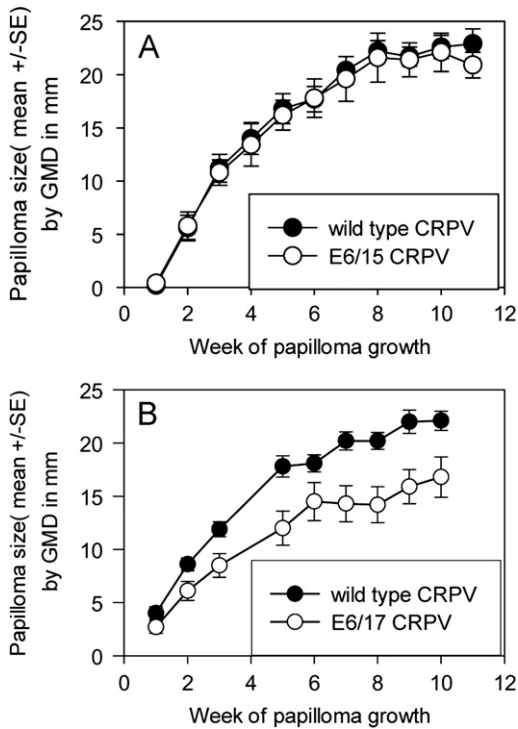 A
Papilloma size( mean +/-SE)
by GMD in mm
25
20
15
10
5
0
wild type CRPV
E6/15 CRPV
0 2 4 6 8 10 12
Week of papilloma growth
B
Papilloma size( mean +/-SE)
by GMD in mm
25
20
15
10
5
0
wild type CRPV
E6/17 CRPV
0 2 4 6 8 10 12
Week of papilloma growth